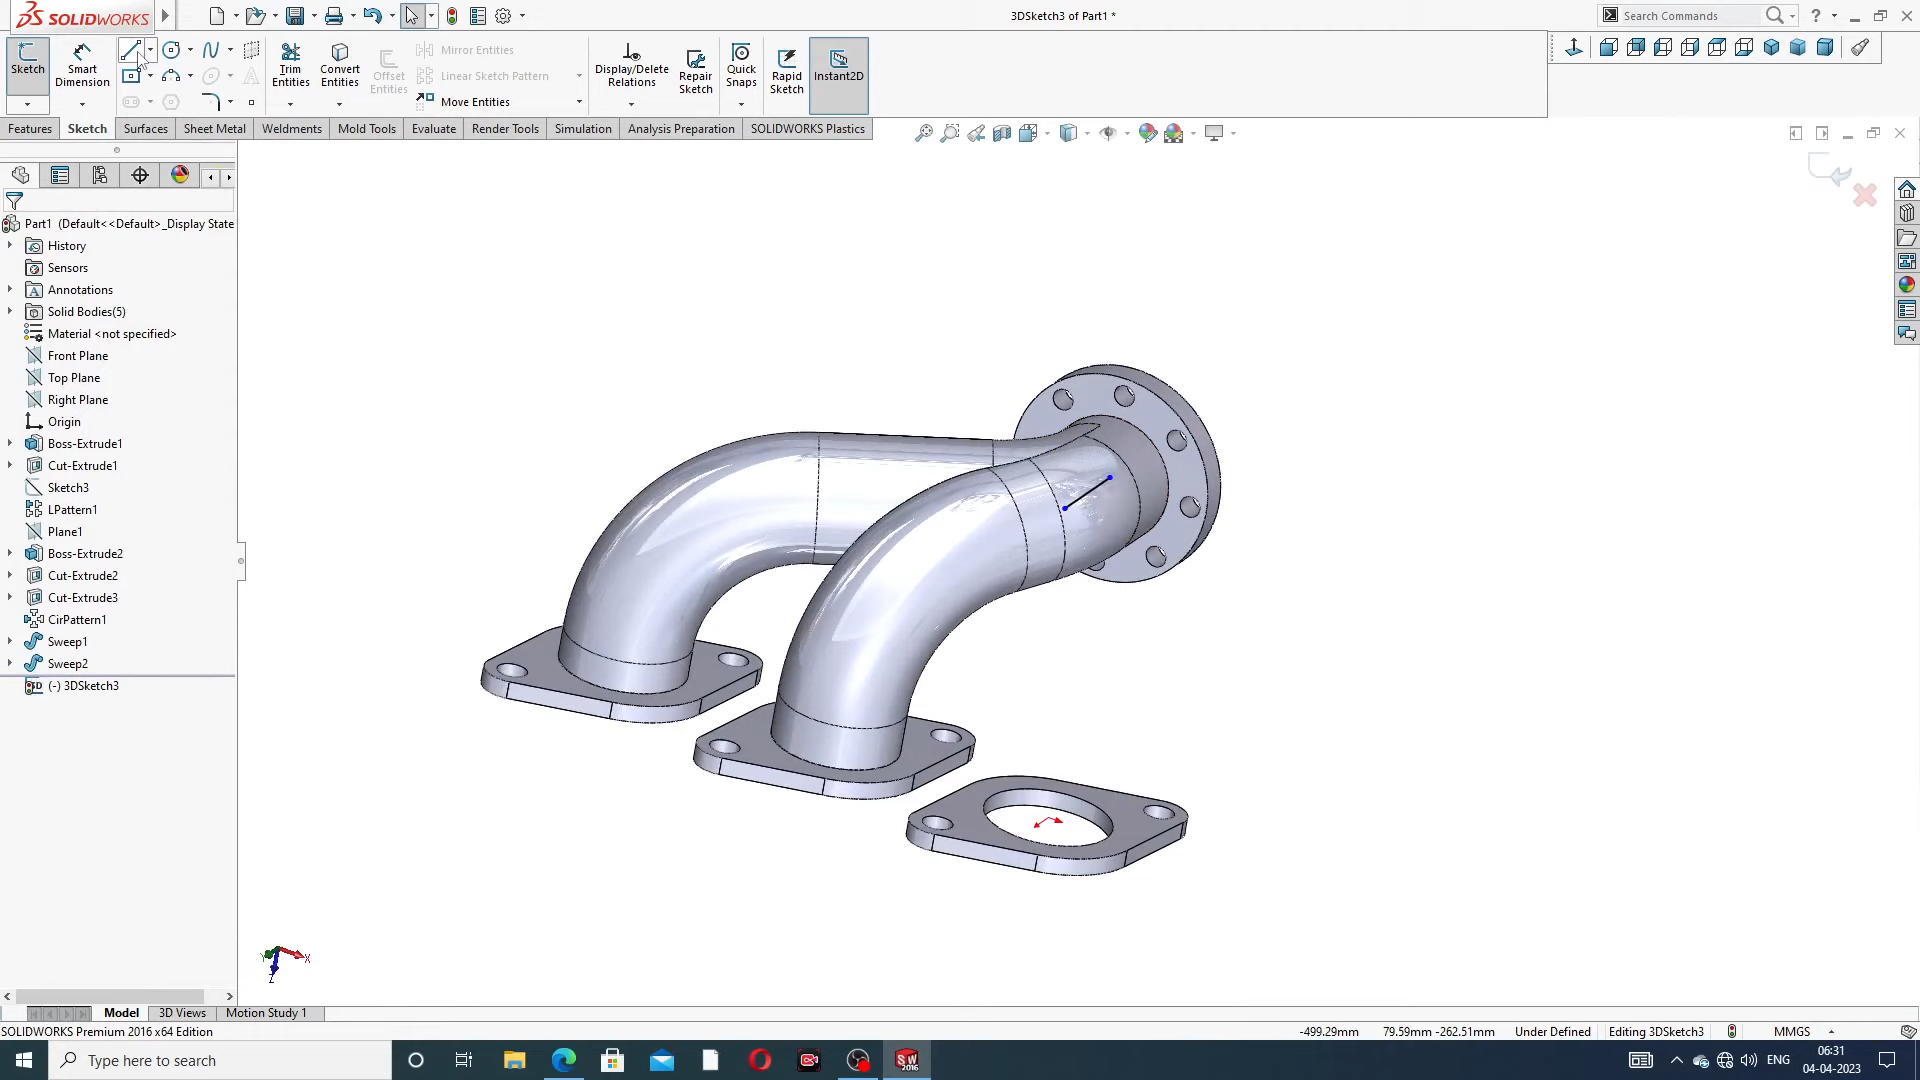 SOLIDWORKS
3DSketch3 of Part1 *
Search Commands
Sketch
Smart Dimension
Trim Entities
Convert Entities
Offset Entities
Mirror Entities
Linear Sketch Pattern
Move Entities
Display/Delete Relations
Repair Sketch
Quick Snaps
Rapid Sketch
Instant2D
Features
Sketch
Surfaces
Sheet Metal
Weldments
Mold Tools
Evaluate
Render Tools
Simulation
Analysis Preparation
SOLIDWORKS Plastics
Part1 (Default<<Default>_Display State
History
Sensors
Annotations
Solid Bodies(5)
Material <not specified>
Front Plane
Top Plane
Right Plane
Origin
Boss-Extrude1
Cut-Extrude1
Sketch3
LPattern1
Plane1
Boss-Extrude2
Cut-Extrude2
Cut-Extrude3
CirPattern1
Sweep1
Sweep2
(-) 3DSketch3
Y
X
Z
Model
3D Views
Motion Study 1
SOLIDWORKS Premium 2016 x64 Edition
-499.29mm
79.59mm -262.51mm
Under Defined
Editing 3DSketch3
MMGS
Type here to search
SW
2016
ENG
06:31
04-04-2023